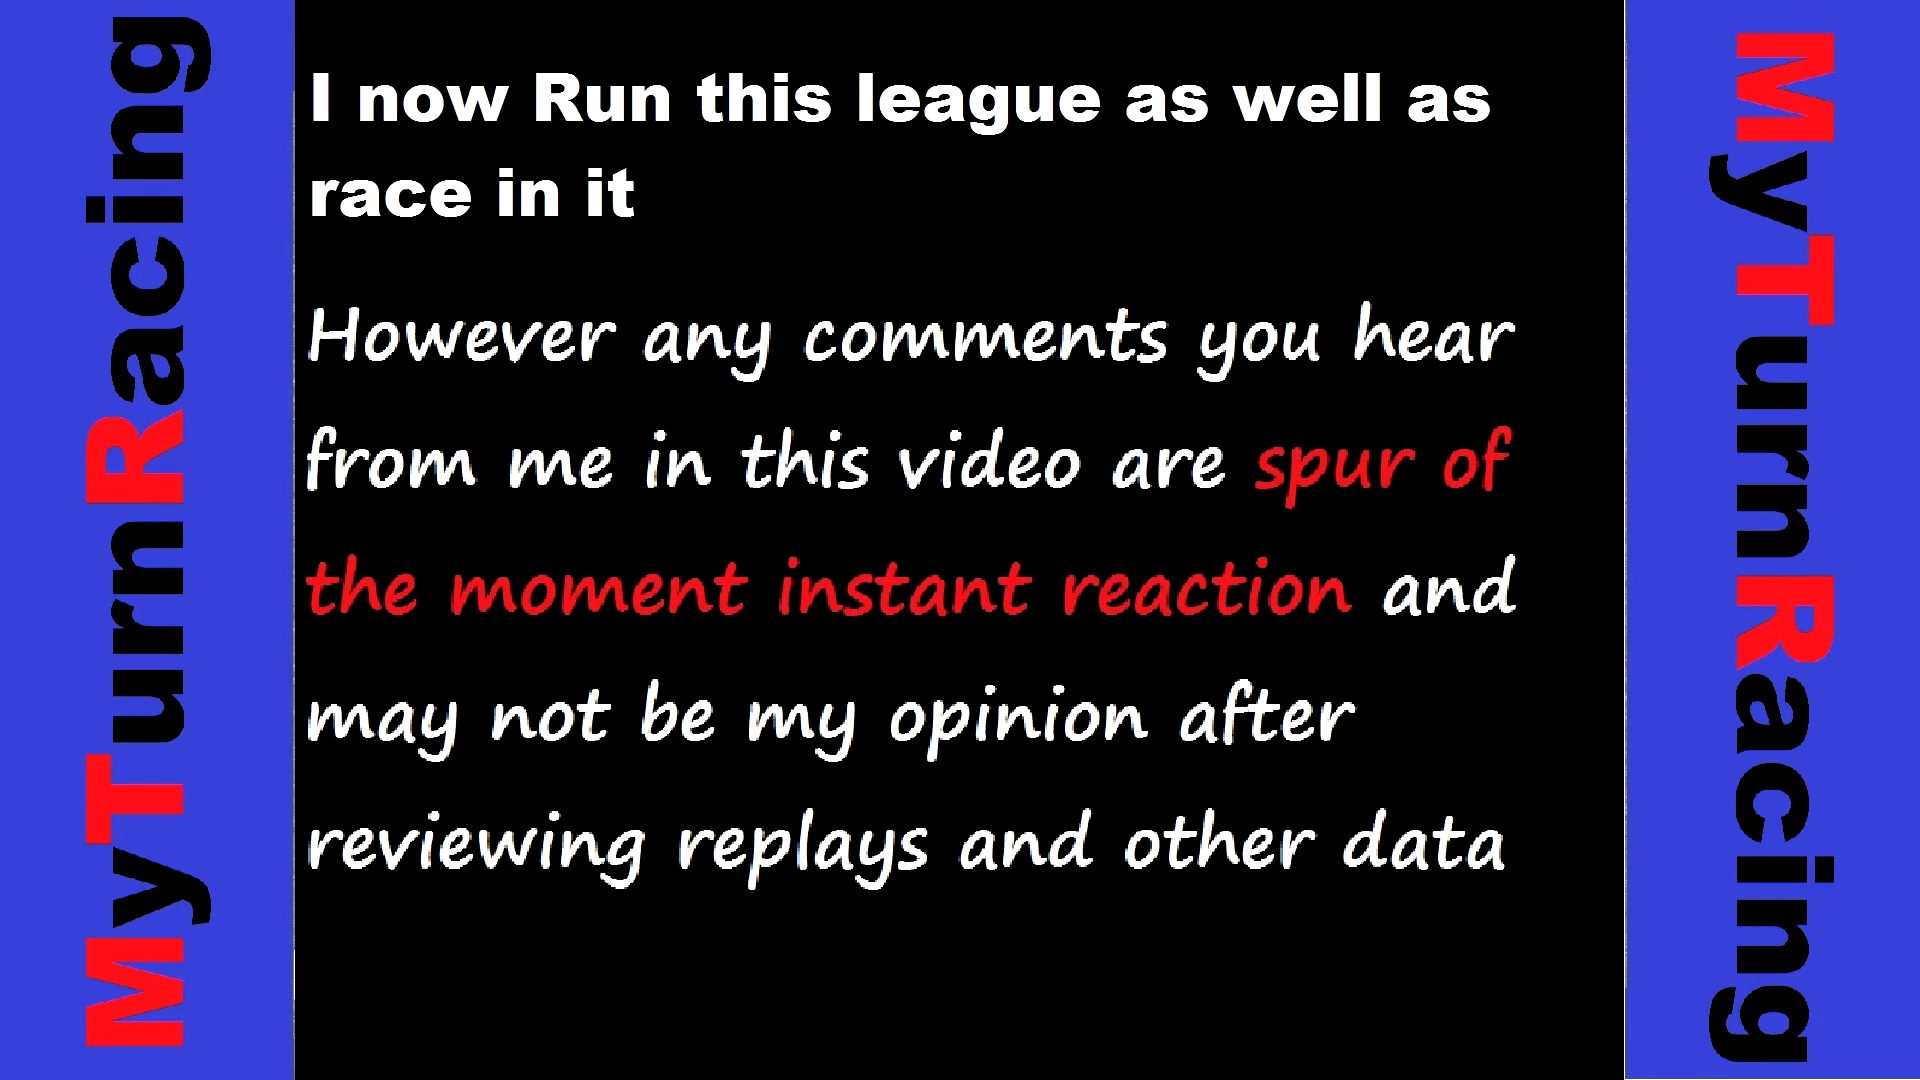 MyTurnRacing
I now Run this league as well as
race in it
However any comments you hear
from me in this video are spur of
the moment instant reaction and
may not be my opinion after
reviewing replays and other data
MyTurnRacing